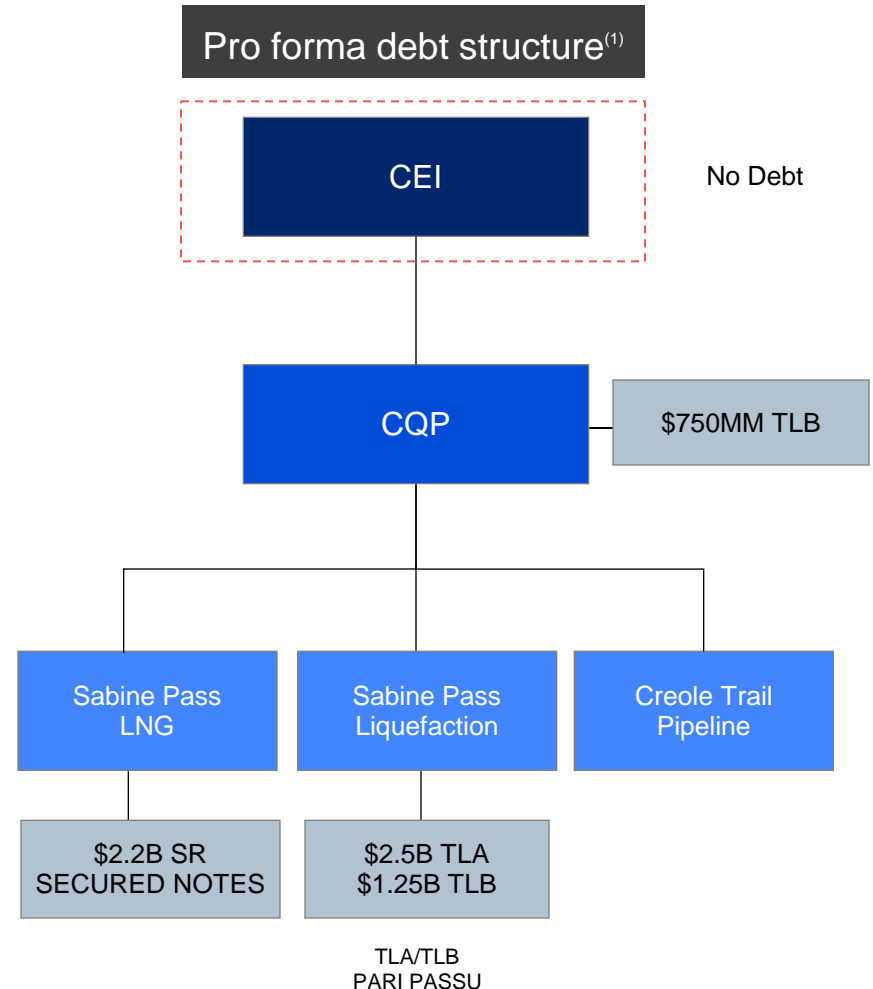 Pro forma debt structure(1)
CEI
No Debt
CQP
$750MM TLB
Sabine Pass
LNG
Sabine Pass
Liquefaction
Creole Trail
Pipeline
$2.2B SR
SECURED NOTES
$2.5B TLA
$1.25B TLB
TLA/TLB
PARI PASSU